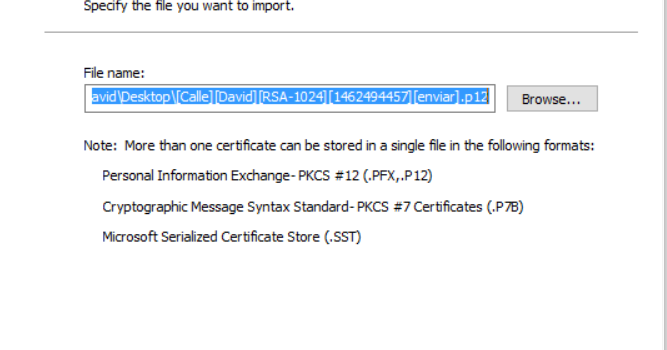 Specify the file you want to import.
File name:
avid\Desktop\[Calle][David][RSA-1024][1462494457][enviar].p12
Browse...
Note: More than one certificate can be stored in a single file in the following formats:
Personal Information Exchange- PKCS #12 (.PFX,.P12)
Cryptographic Message Syntax Standard- PKCS #7 Certificates (.P7B)
Microsoft Serialized Certificate Store (.SST)